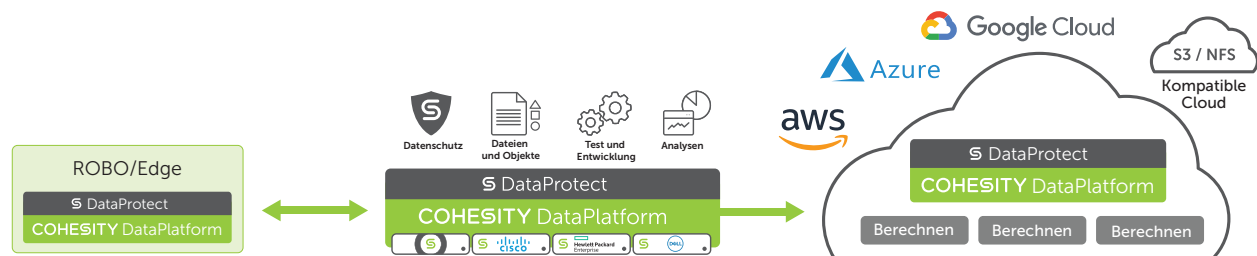 Google Cloud
S3 / NFS
Kompatible
Cloud
Azure
aws
Datenschutz
Dateien
und Objekte
Test und
Entwicklung
Analysen
ROBO/Edge
DataProtect
COHESITY DataPlatform
DataProtect
COHESITY DataPlatform
CISCO
Hewlett Packard
Enterprise
DELL
DataProtect
COHESITY DataPlatform
Berechnen
Berechnen
Berechnen